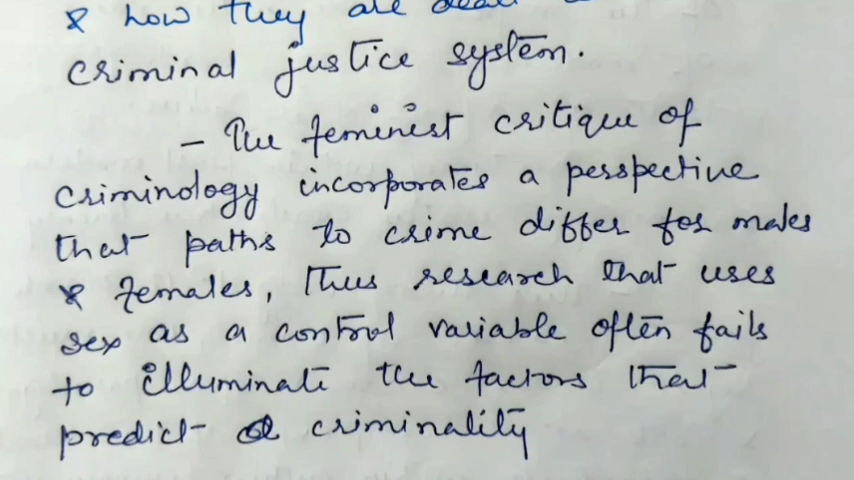 & how they are
criminal justice system.
- The feminist critique of
criminology incorporates a perspective
that paths to crime differ for males
& females, thus research that uses
sex as a control variable often fails
to illuminate the factors that
predict criminality